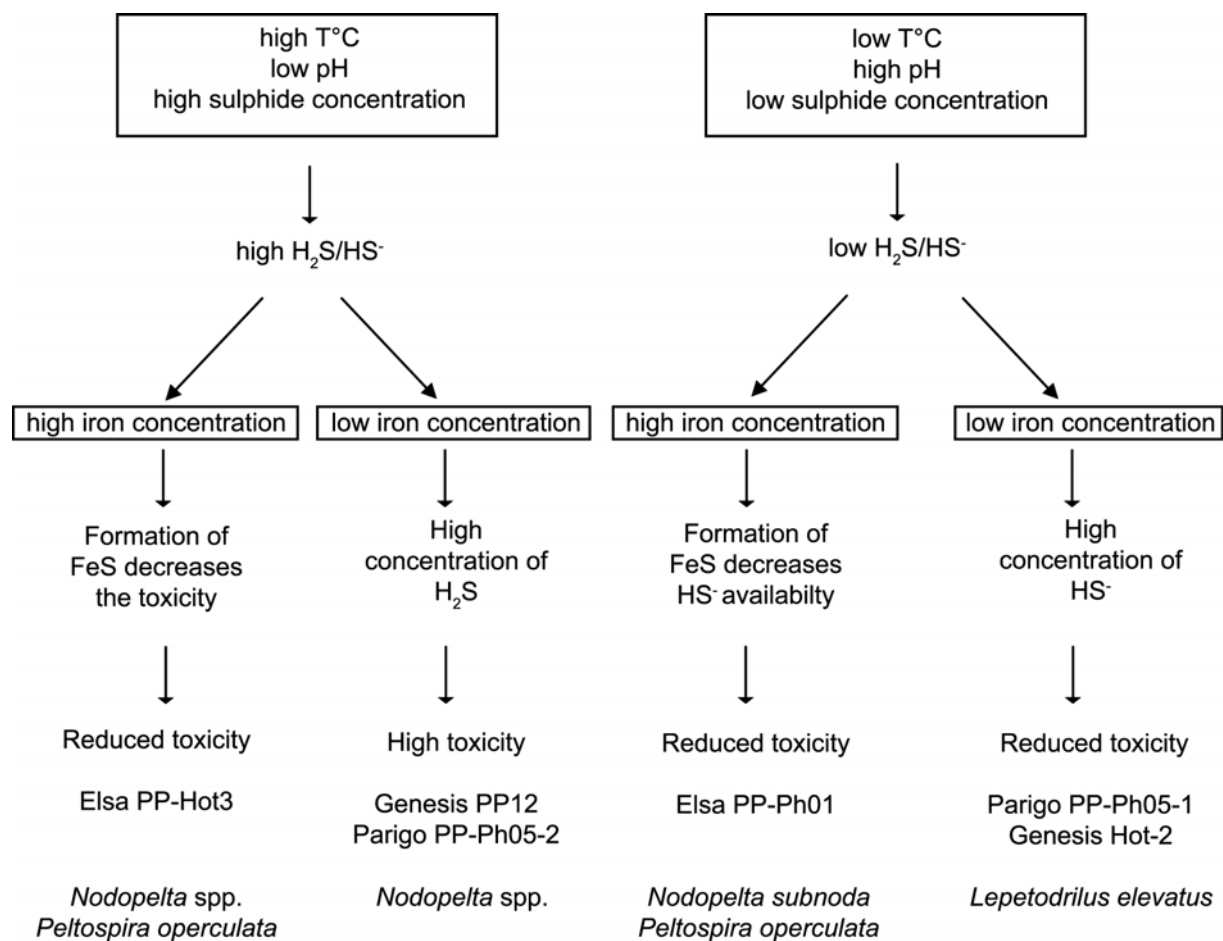 high T°C
low pH
high sulphide concentration
low T°C
high pH
low sulphide concentration
high H₂S/HS⁻
low H₂S/HS⁻
high iron concentration
low iron concentration
high iron concentration
low iron concentration
Formation of
FeS decreases
the toxicity
High
concentration of
H₂S
Formation of
FeS decreases
HS⁻ availabilty
High
concentration of
HS⁻
Reduced toxicity
High toxicity
Reduced toxicity
Reduced toxicity
Elsa PP-Hot3
Genesis PP12
Parigo PP-Ph05-2
Elsa PP-Ph01
Parigo PP-Ph05-1
Genesis Hot-2
Nodopelta spp.
Peltospira operculata
Nodopelta spp.
Nodopelta subnoda
Peltospira operculata
Lepetodrilus elevatus